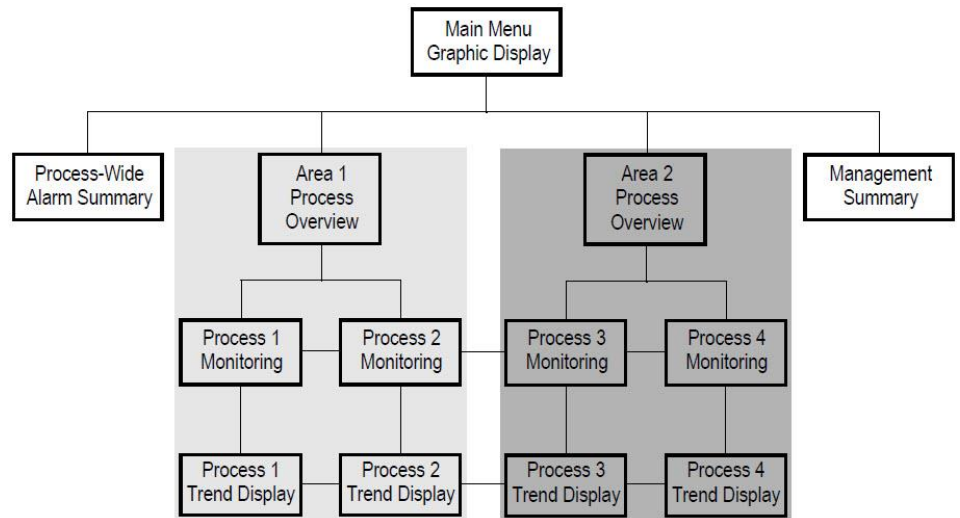 Main Menu
Graphic Display
Process-Wide
Alarm Summary
Area 1
Process
Overview
Area 2
Process
Overview
Management
Summary
Process 1
Monitoring
Process 2
Monitoring
Process 3
Monitoring
Process 4
Monitoring
Process 1
Trend Display
Process 2
Trend Display
Process 3
Trend Display
Process 4
Trend Display